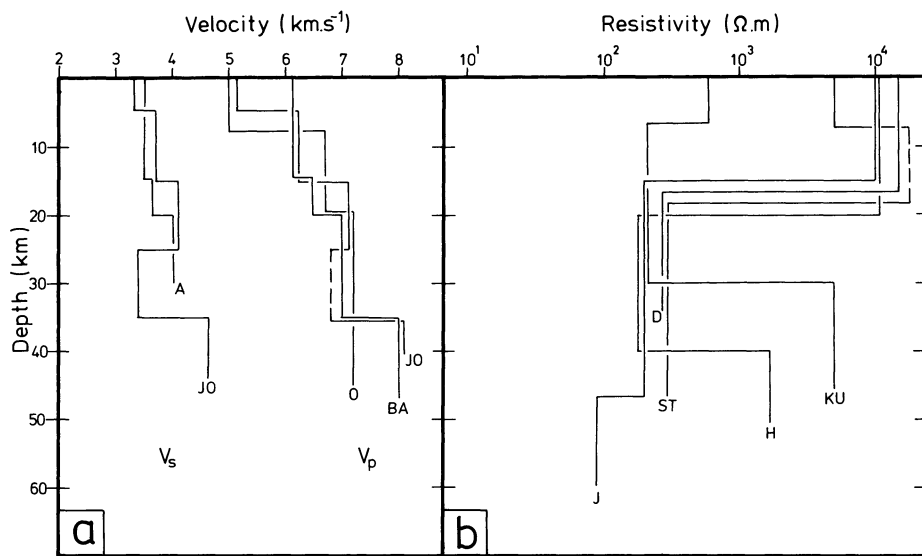 Velocity (km.s⁻¹)
Resistivity (Ω.m)
2 3 4 5 6 7 8
10¹ 10² 10³ 10⁴
Depth (km)
10
20
30
40
50
60
A
JO
JO
O
BA
Vs
Vp
D
ST
KU
H
J
a
b